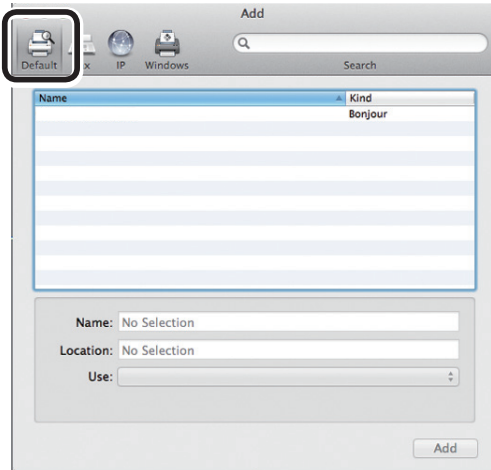 Add
Default x IP Windows Search
Name Kind
Bonjour
Name: No Selection
Location: No Selection
Use:
Add